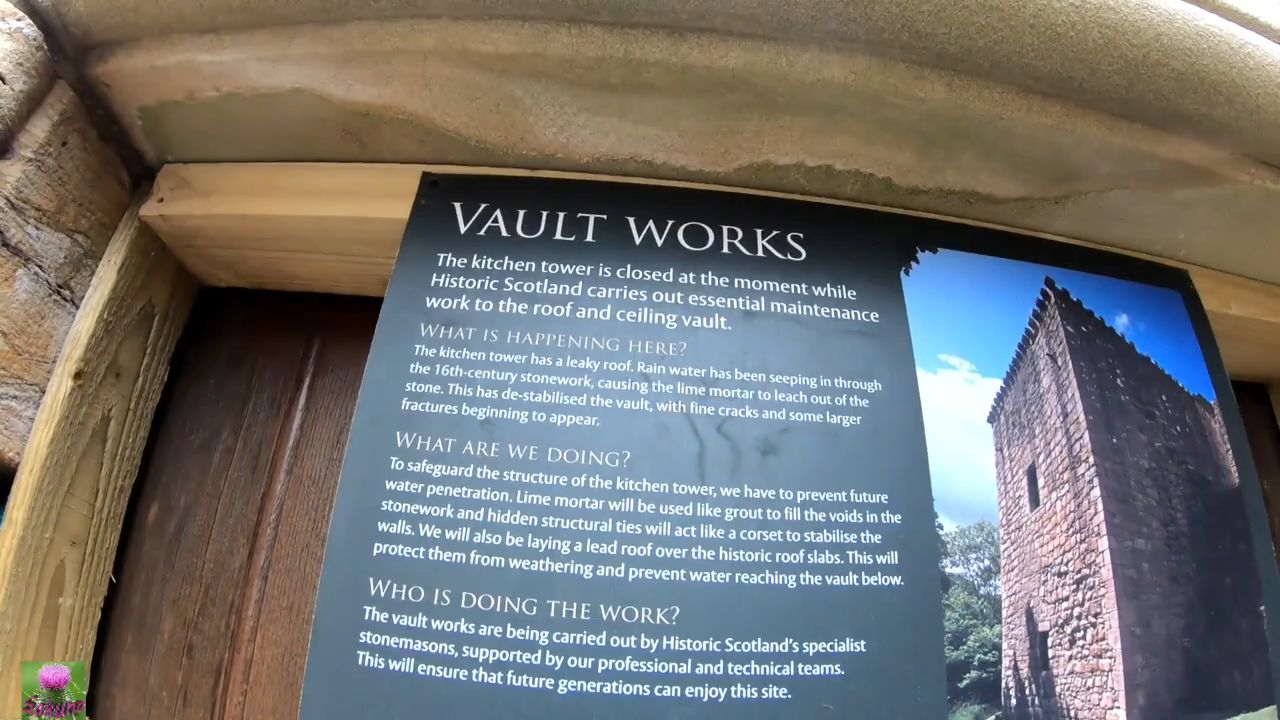 VAULT WORKS
The kitchen tower is closed at the moment while
Historic Scotland carries out essential maintenance
work to the roof and ceiling vault.
WHAT IS HAPPENING HERE?
The kitchen tower has a leaky roof. Rain water has been seeping in through
the 16th-century stonework, causing the lime mortar to leach out of the
stone. This has de-stabilised the vault, with fine cracks and some larger
fractures beginning to appear.
WHAT ARE WE DOING?
To safeguard the structure of the kitchen tower, we have to prevent future
water penetration. Lime mortar will be used like grout to fill the voids in the
stonework and hidden structural ties will act like a corset to stabilise the
walls. We will also be laying a lead roof over the historic roof slabs. This will
protect them from weathering and prevent water reaching the vault below.
WHO IS DOING THE WORK?
The vault works are being carried out by Historic Scotland's specialist
stonemasons, supported by our professional and technical teams.
This will ensure that future generations can enjoy this site.